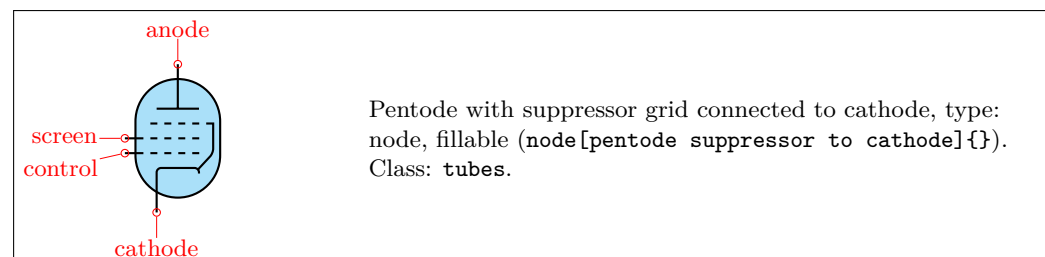 anode
screen
control
cathode
Pentode with suppressor grid connected to cathode, type:
node, fillable (node[pentode suppressor to cathode]{}).
Class: tubes.